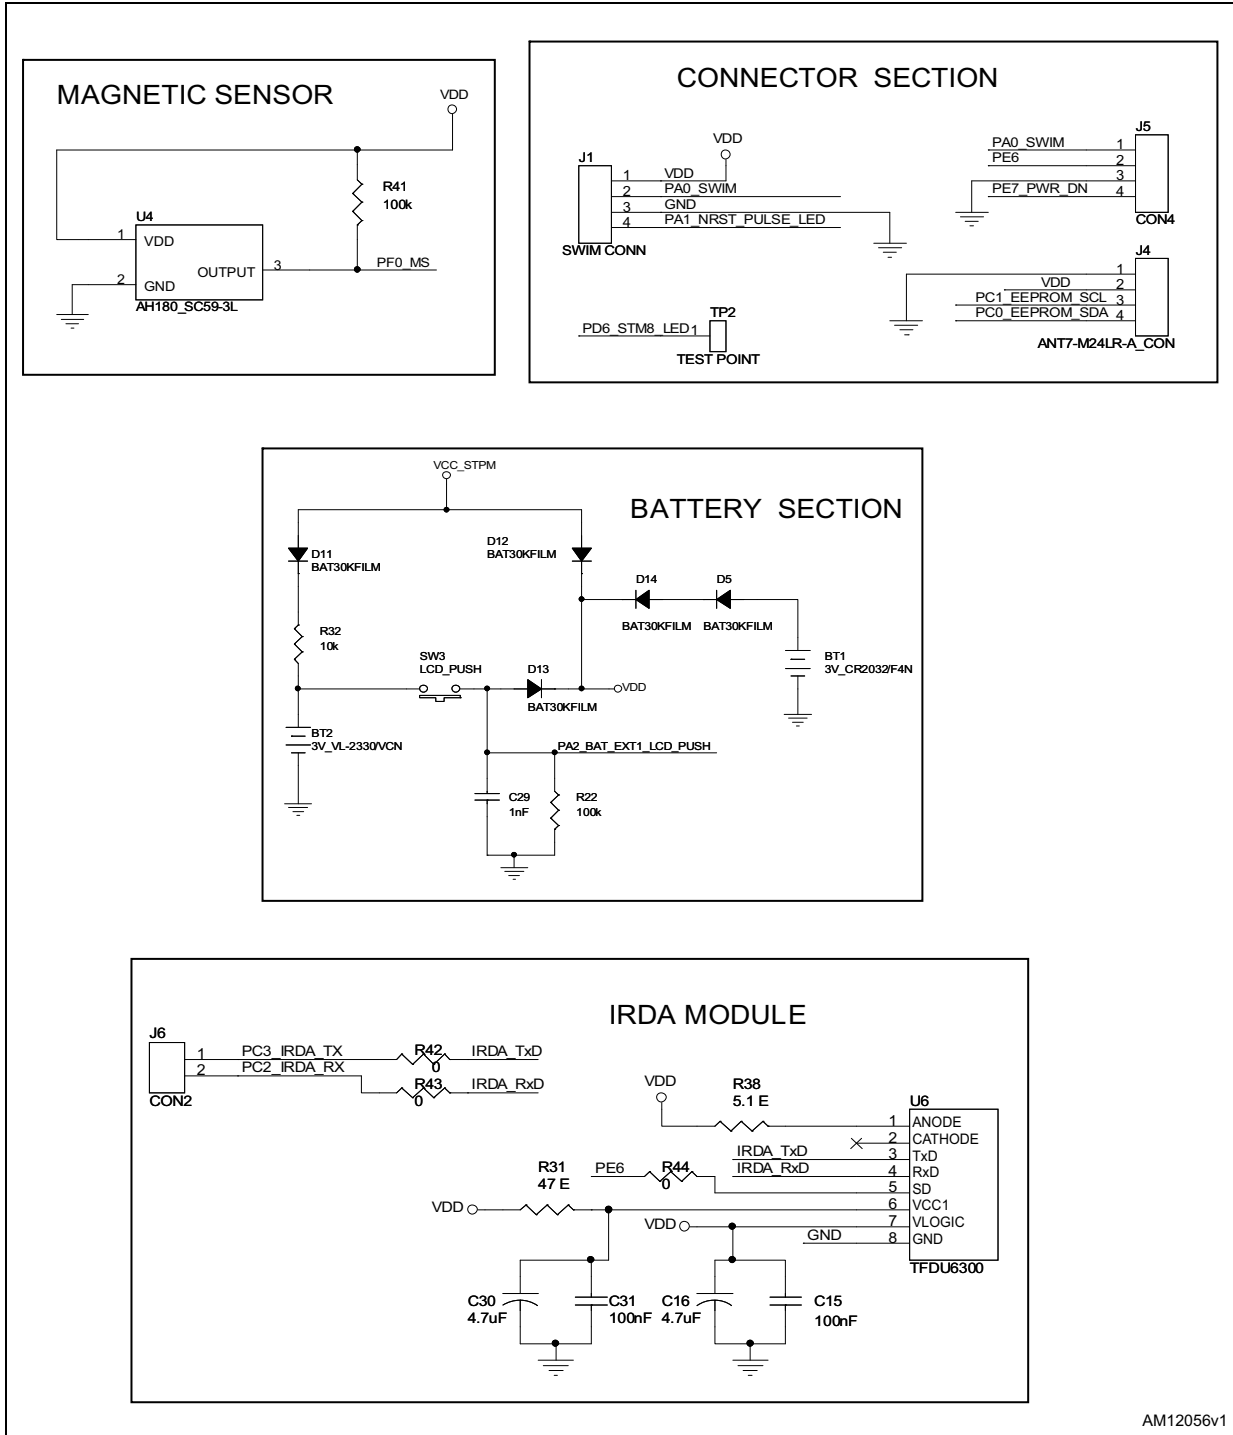 MAGNETIC SENSOR
VDD
R41
100k
U4
1
VDD
2
GND
OUTPUT
3
PF0_MS
AH180_SC59-3L
CONNECTOR SECTION
VDD
J1
1
VDD
2
PA0_SWIM
3
GND
4
PA1_NRST_PULSE_LED
SWIM CONN
J5
PA0_SWIM
1
PE6
2
3
PE7_PWR_DN
4
CON4
J4
1
VDD
2
PC1_EEPROM_SCL
3
PC0_EEPROM_SDA
4
ANT7-M24LR-A_CON
TP2
PD6_STM8_LED
1
TEST POINT
BATTERY SECTION
VCC_STPM
D11
BAT30KFILM
D12
BAT30KFILM
D14
BAT30KFILM
D5
BAT30KFILM
R32
10k
SW3
LCD_PUSH
D13
BAT30KFILM
VDD
BT1
3V_CR2032/F4N
BT2
3V_VL-2330/VCN
PA2_BAT_EXT1_LCD_PUSH
C29
1nF
R22
100k
IRDA MODULE
J6
1
PC3_IRDA_TX
R42
0
IRDA_TxD
2
PC2_IRDA_RX
R43
0
IRDA_RxD
CON2
VDD
R38
5.1 E
U6
1
ANODE
2
CATHODE
IRDA_TxD
3
TxD
IRDA_RxD
4
RxD
PE6
R44
0
5
SD
R31
47 E
VDD
6
VCC1
VDD
7
VLOGIC
GND
8
GND
TFDU6300
C30
4.7uF
C31
100nF
C16
4.7uF
C15
100nF
AM12056v1